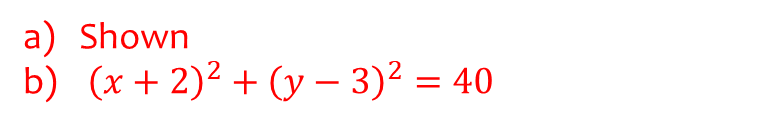 a) Shown
b) (x + 2)² + (y − 3)² = 40